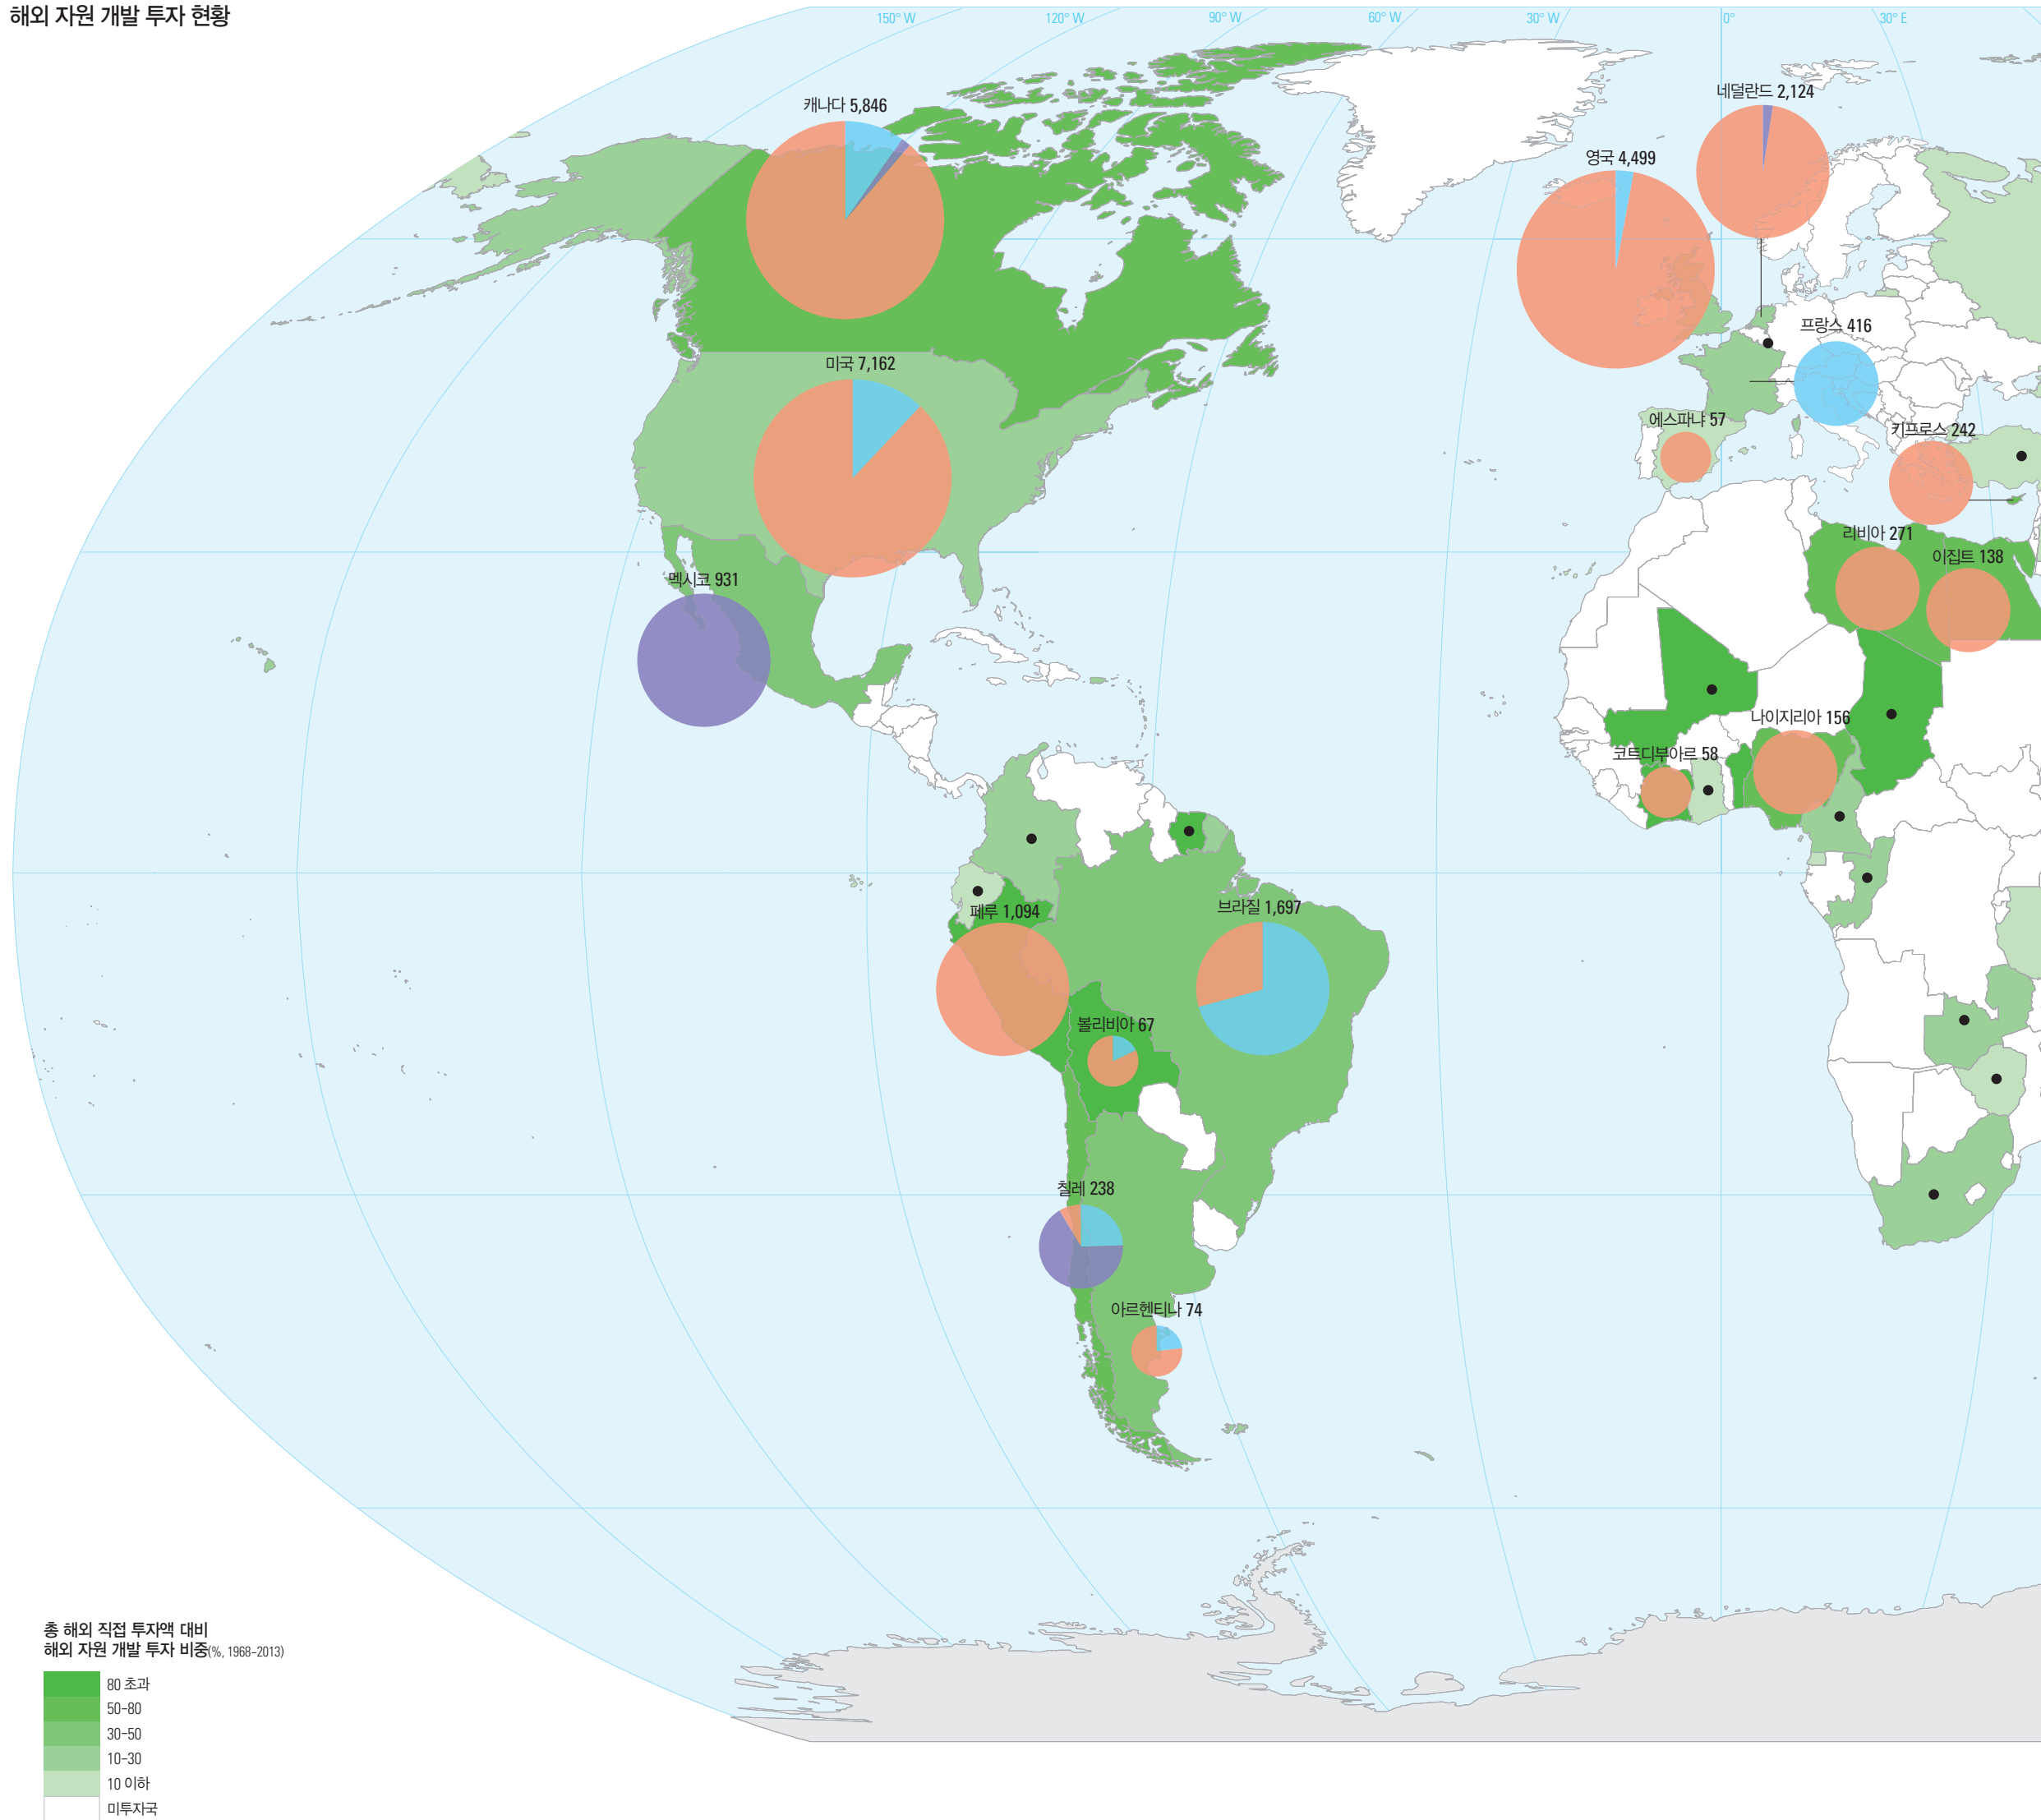 해외 자원 개발 투자 현황
150° W
120° W
90° W
60° W
30° W
0°
30° E
캐나다 5,846
네덜란드 2,124
영국 4,499
프랑스 416
미국 7,162
에스파냐 57
키프로스 242
리비아 271
이집트 138
멕시코 931
나이지리아 156
코트디부아르 58
페루 1,094
브라질 1,697
볼리비아 67
칠레 238
아르헨티나 74
총 해외 직접 투자액 대비
해외 자원 개발 투자 비중(%, 1968-2013)
80 초과
50-80
30-50
10-30
10 이하
미투자국